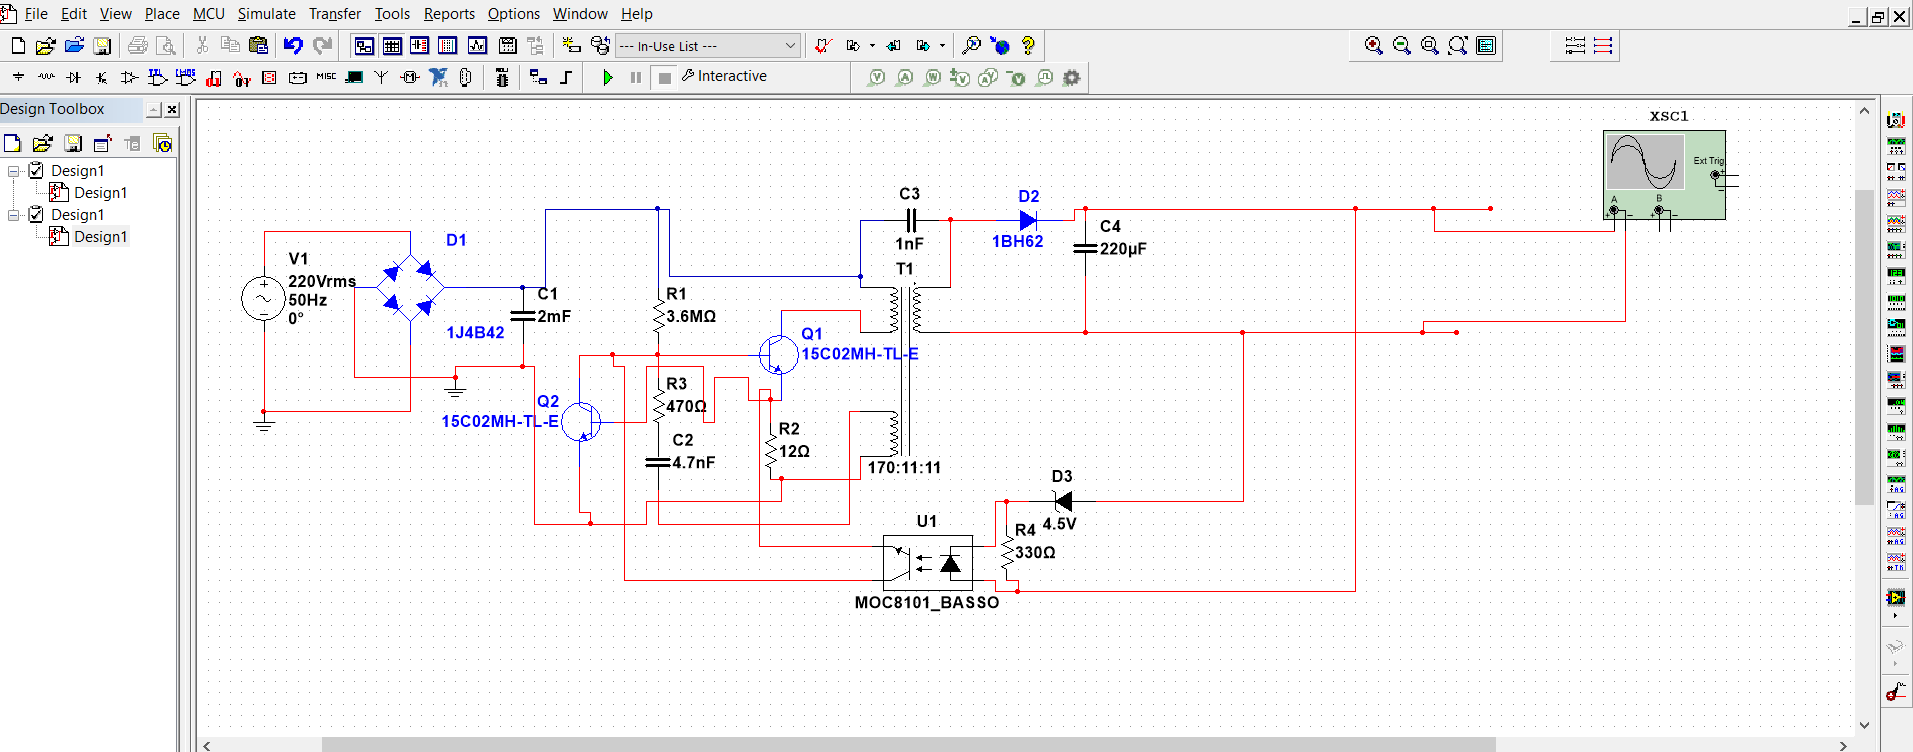 File Edit View Place MCU Simulate Transfer Tools Reports Options Window Help
--- In-Use List ---
MISC
Interactive
Design Toolbox
Design1
Design1
Design1
Design1
XSC1
Ext Trig
A
B
V1
220Vrms
50Hz
0°
D1
1J4B42
C1
2mF
R1
3.6MΩ
C3
1nF
T1
D2
1BH62
C4
220µF
Q1
15C02MH-TL-E
Q2
15C02MH-TL-E
R3
470Ω
C2
4.7nF
R2
12Ω
170:11:11
D3
4.5V
R4
330Ω
U1
MOC8101_BASSO